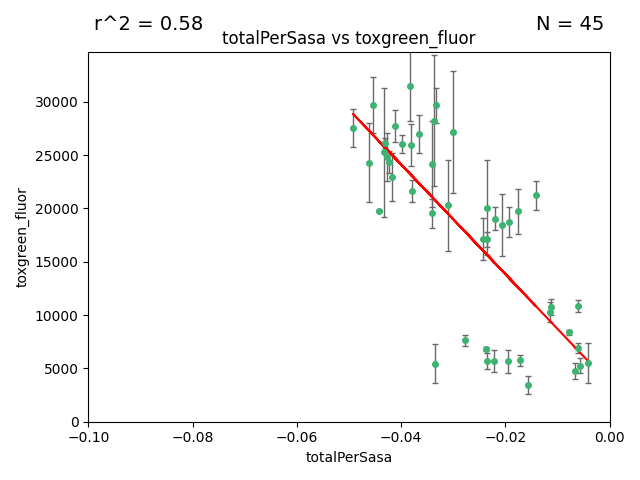 r^2 = 0.58
N = 45
totalPerSasa vs toxgreen_fluor
30000
25000
20000
15000
10000
5000
0
toxgreen_fluor
−0.10
−0.08
−0.06
−0.04
−0.02
0.00
totalPerSasa